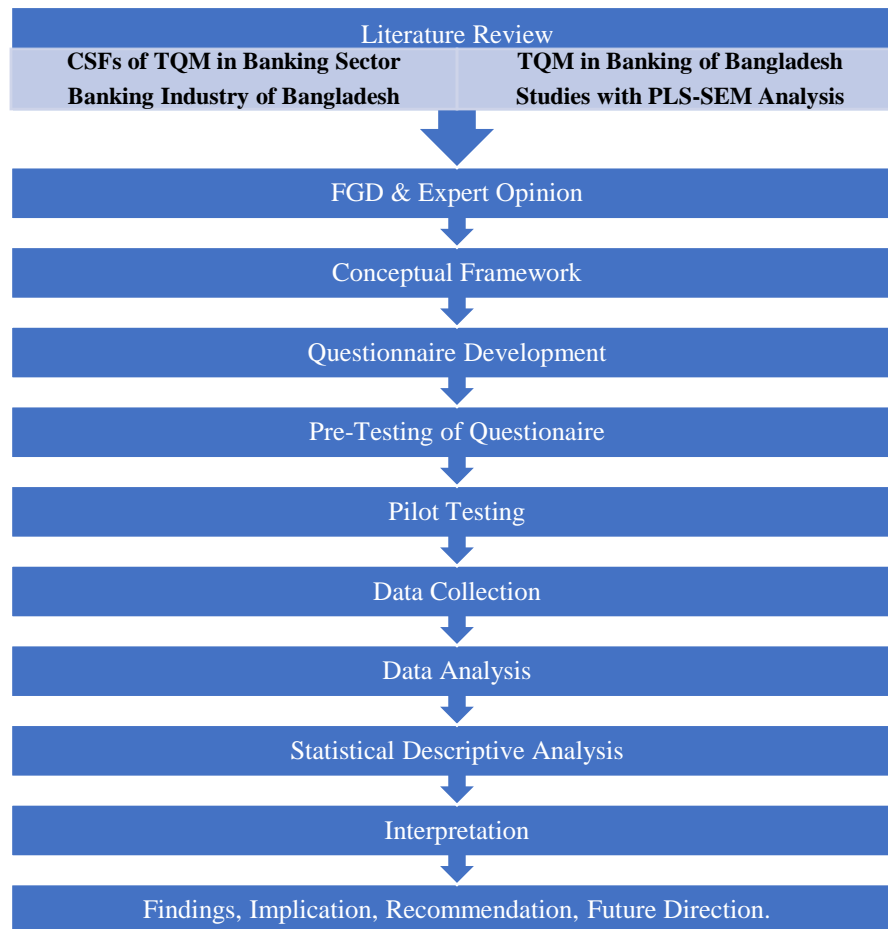 Literature Review
CSFs of TQM in Banking Sector
Banking Industry of Bangladesh
TQM in Banking of Bangladesh
Studies with PLS-SEM Analysis
FGD & Expert Opinion
Conceptual Framework
Questionnaire Development
Pre-Testing of Questionaire
Pilot Testing
Data Collection
Data Analysis
Statistical Descriptive Analysis
Interpretation
Findings, Implication, Recommendation, Future Direction.